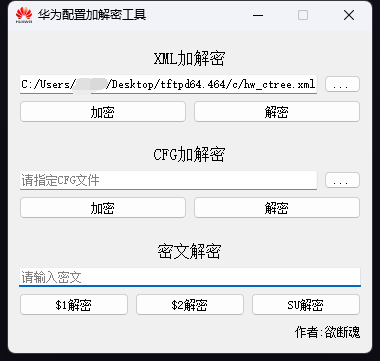 HUAWEI 华为配置加解密工具
XML加解密
C:/Users/ /Desktop/tftpd64.464/c/hw_ctree.xml ...
加密 解密
CFG加解密
请指定CFG文件 ...
加密 解密
密文解密
请输入密文
$1解密 $2解密 SU解密
作者:欲断魂